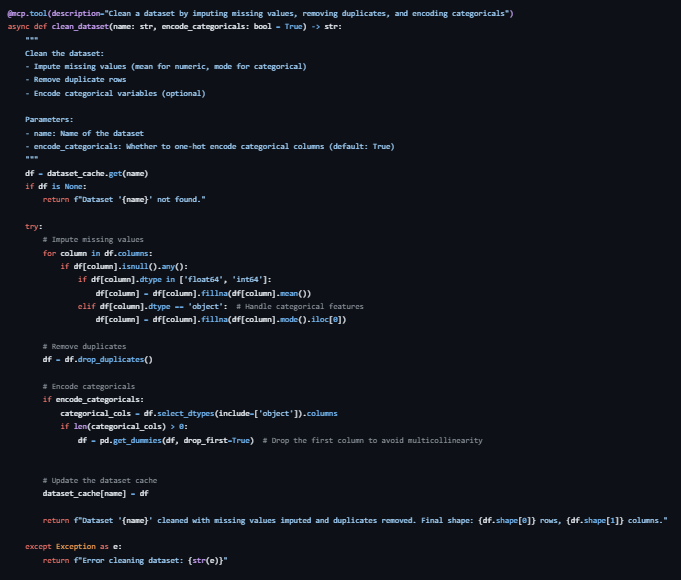 @mcp.tool(description="Clean a dataset by imputing missing values, removing duplicates, and encoding categoricals")
async def clean_dataset(name: str, encode_categoricals: bool = True) -> str:
    """
    Clean the dataset:
    - Impute missing values (mean for numeric, mode for categorical)
    - Remove duplicate rows
    - Encode categorical variables (optional)

    Parameters:
    - name: Name of the dataset
    - encode_categoricals: Whether to one-hot encode categorical columns (default: True)
    """
    df = dataset_cache.get(name)
    if df is None:
        return f"Dataset '{name}' not found."

    try:
        # Impute missing values
        for column in df.columns:
            if df[column].isnull().any():
                if df[column].dtype in ['float64', 'int64']:
                    df[column] = df[column].fillna(df[column].mean())
                elif df[column].dtype == 'object':  # Handle categorical features
                    df[column] = df[column].fillna(df[column].mode().iloc[0])

        # Remove duplicates
        df = df.drop_duplicates()

        # Encode categoricals
        if encode_categoricals:
            categorical_cols = df.select_dtypes(include=['object']).columns
            if len(categorical_cols) > 0:
                df = pd.get_dummies(df, drop_first=True)  # Drop the first column to avoid multicollinearity


        # Update the dataset cache
        dataset_cache[name] = df

        return f"Dataset '{name}' cleaned with missing values imputed and duplicates removed. Final shape: {df.shape[0]} rows, {df.shape[1]} columns."

    except Exception as e:
        return f"Error cleaning dataset: {str(e)}"